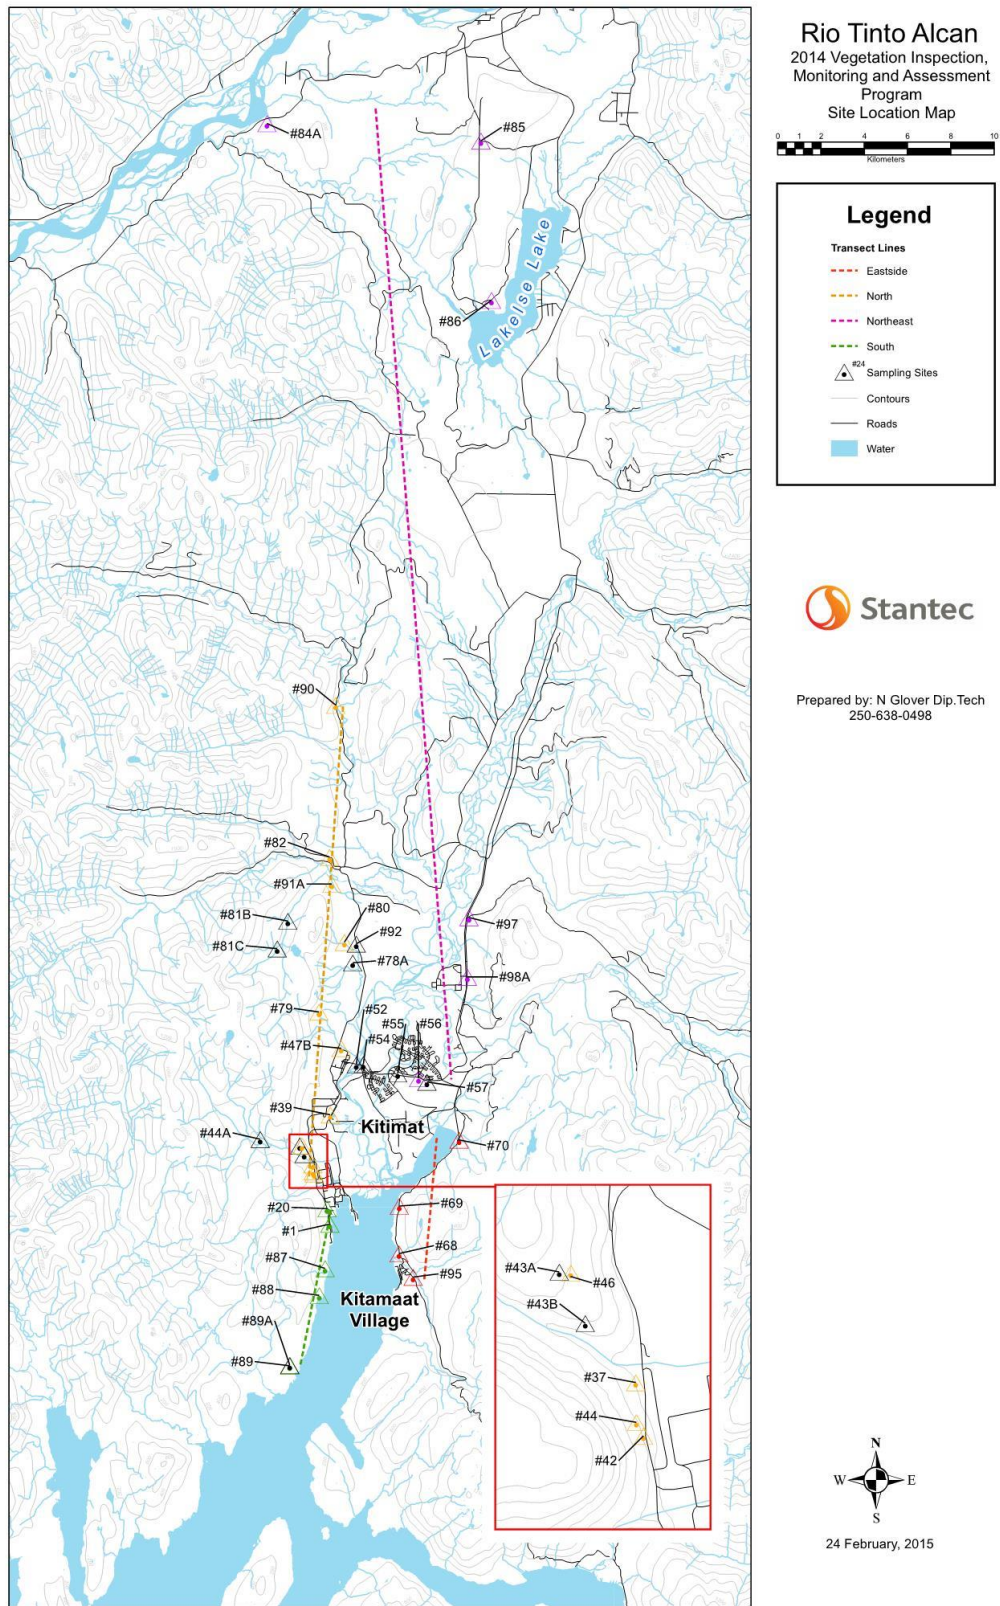 Rio Tinto Alcan
2014 Vegetation Inspection,
Monitoring and Assessment
Program
Site Location Map
0 1 2 4 6 8 10
Kilometers
Legend
Transect Lines
Eastside
North
Northeast
South
#24
Sampling Sites
Contours
Roads
Water
Stantec
Prepared by: N Glover Dip.Tech
250-638-0498
N
W E
S
24 February, 2015
#84A
#85
Lakelse Lake
#86
#90
#82
#91A
#81B
#80
#97
#92
#81C
#78A
#98A
#79
#52
#55
#56
#54
#47B
#57
#39
Kitimat
#44A
#70
#20
#69
#1
#68
#87
#95
#88
Kitamaat
Village
#89A
#89
#43A
#46
#43B
#37
#44
#42